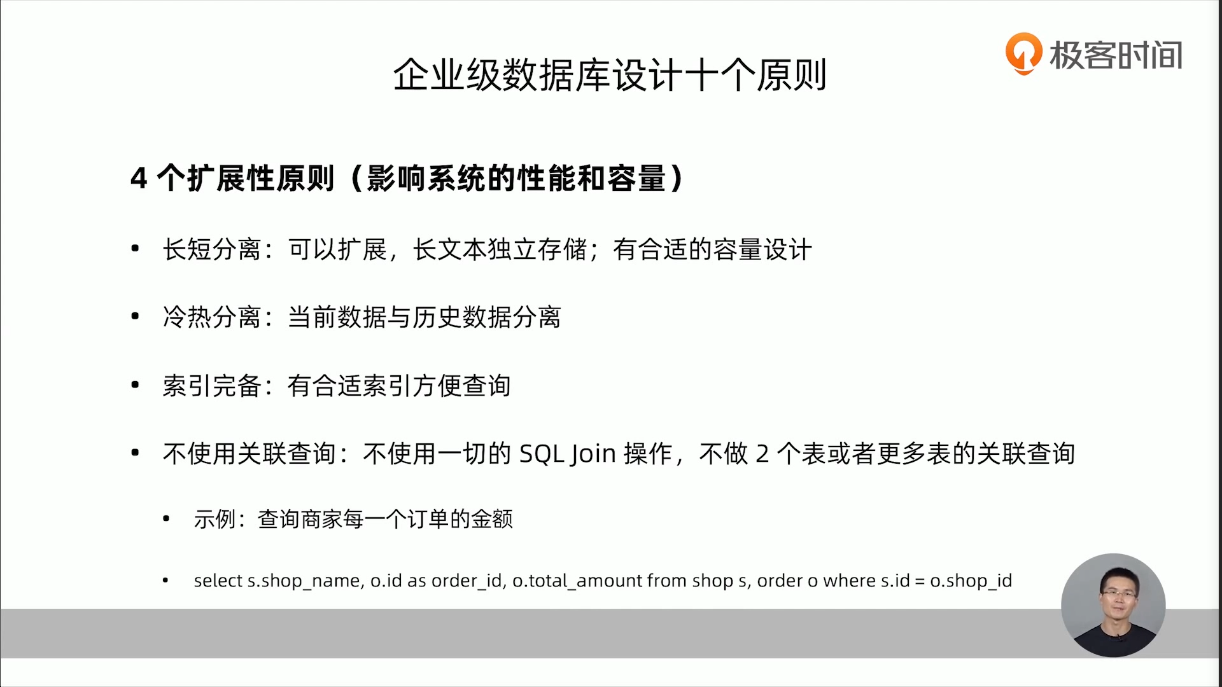 极客时间
企业级数据库设计十个原则
4 个扩展性原则（影响系统的性能和容量）
• 长短分离：可以扩展，长文本独立存储；有合适的容量设计
• 冷热分离：当前数据与历史数据分离
• 索引完备：有合适索引方便查询
• 不使用关联查询：不使用一切的 SQL Join 操作，不做 2 个表或者更多表的关联查询
• 示例：查询商家每一个订单的金额
• select s.shop_name, o.id as order_id, o.total_amount from shop s, order o where s.id = o.shop_id